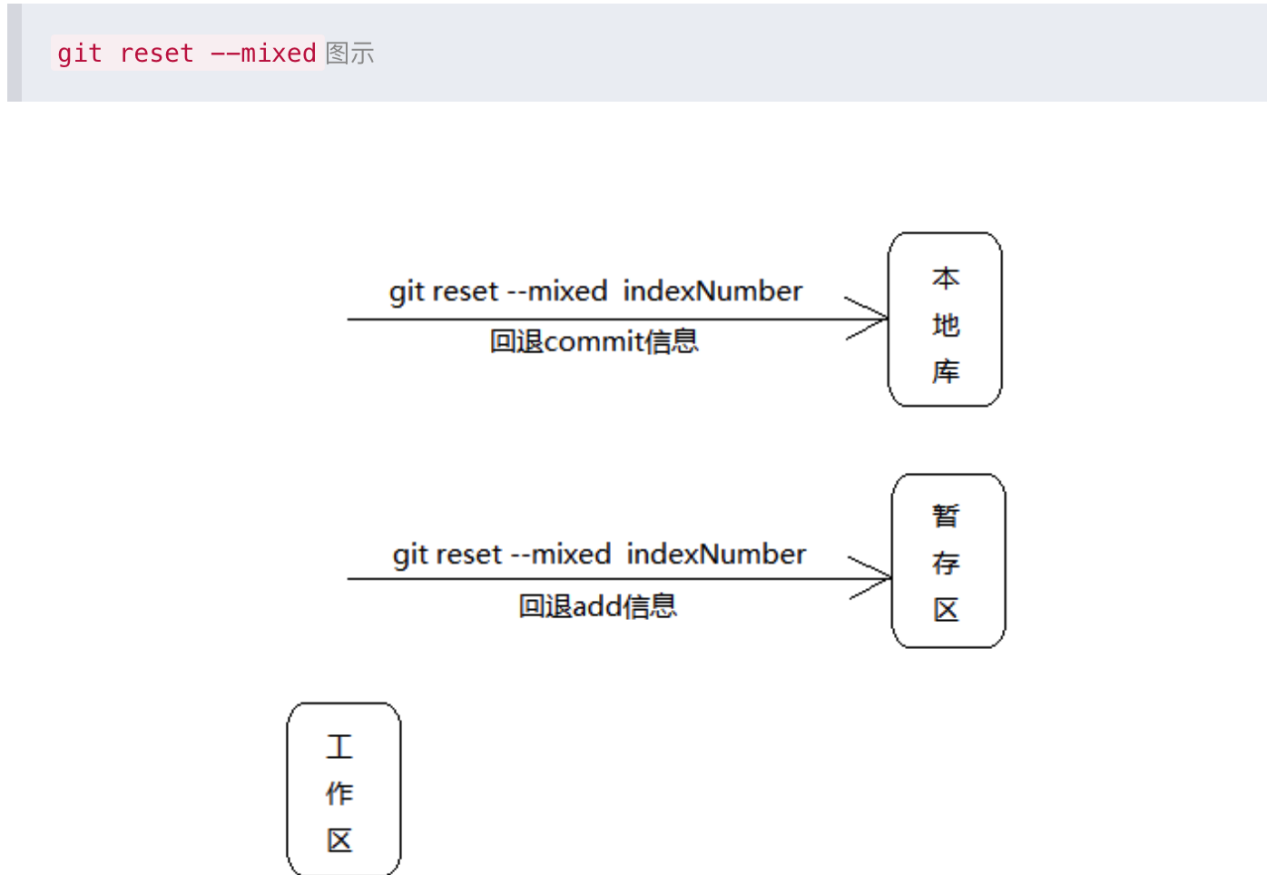 git reset --mixed图示
git reset --mixed indexNumber
回退commit信息
本
地
库
git reset --mixed indexNumber
回退add信息
暂
存
区
工
作
区